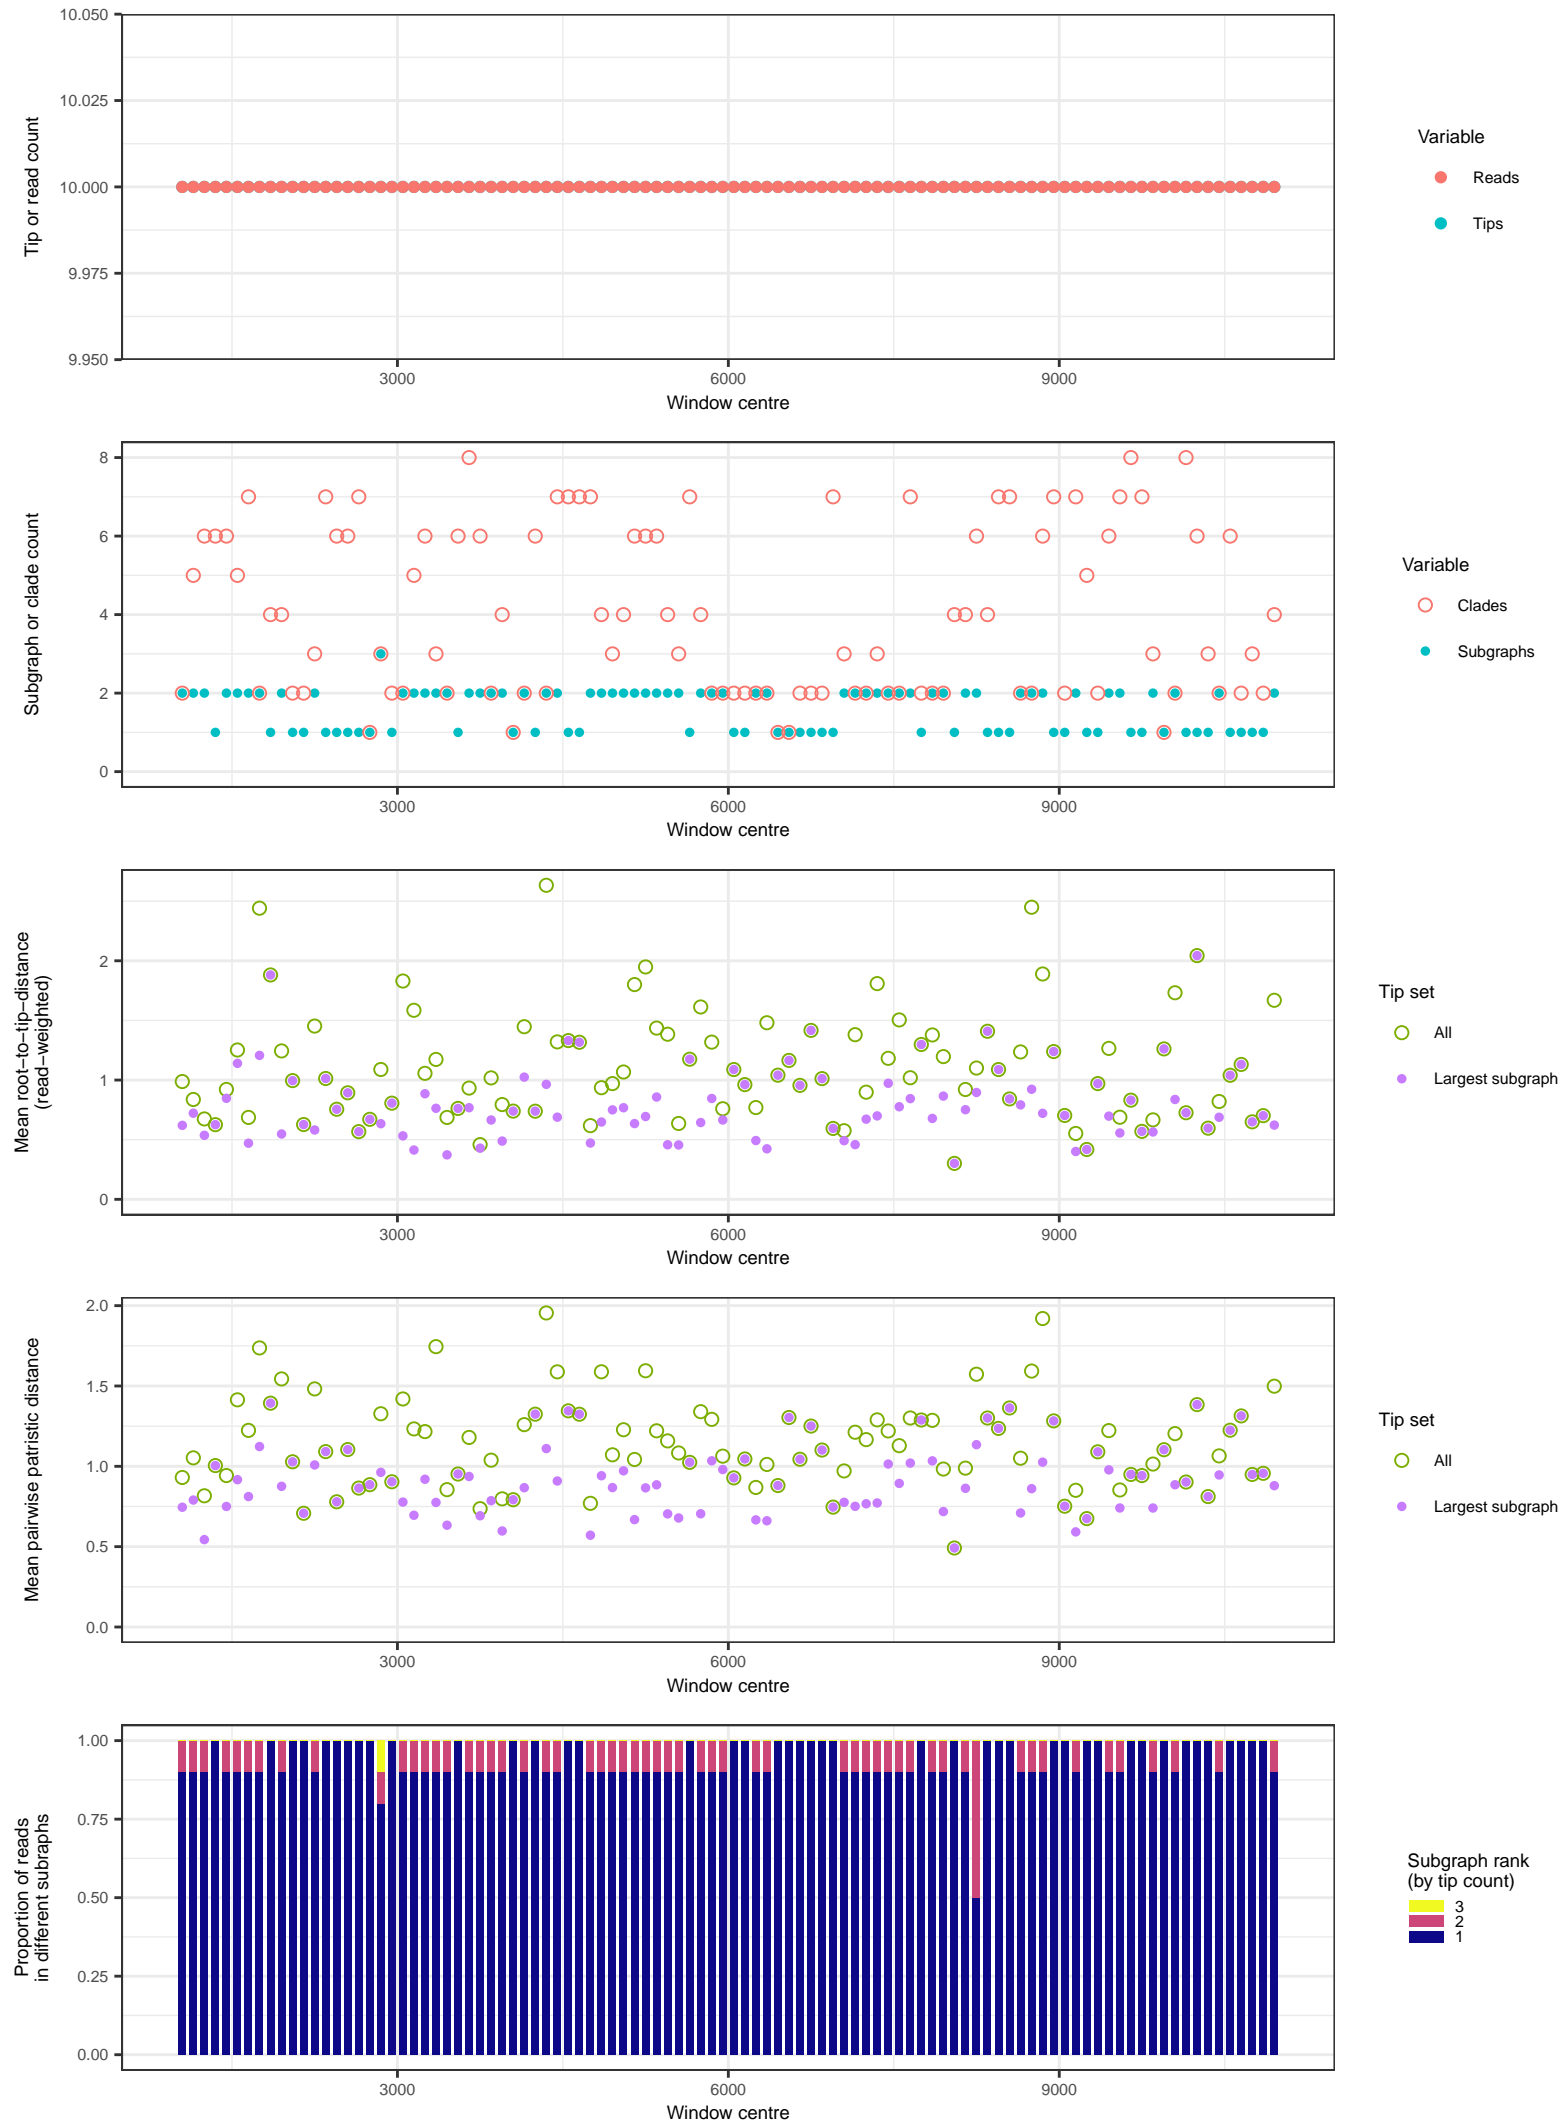 10.050
10.025
10.000
9.975
9.950
Tip or read count
3000
6000
9000
Window centre
Variable
Reads
Tips
8
6
4
2
0
Subgraph or clade count
3000
6000
9000
Window centre
Variable
Clades
Subgraphs
2
1
0
Mean root−to−tip−distance
(read−weighted)
3000
6000
9000
Window centre
Tip set
All
Largest subgraph
2.0
1.5
1.0
0.5
0.0
Mean pairwise patristic distance
3000
6000
9000
Window centre
Tip set
All
Largest subgraph
1.00
0.75
0.50
0.25
0.00
Proportion of reads
in different subraphs
3000
6000
9000
Window centre
Subgraph rank
(by tip count)
3
2
1